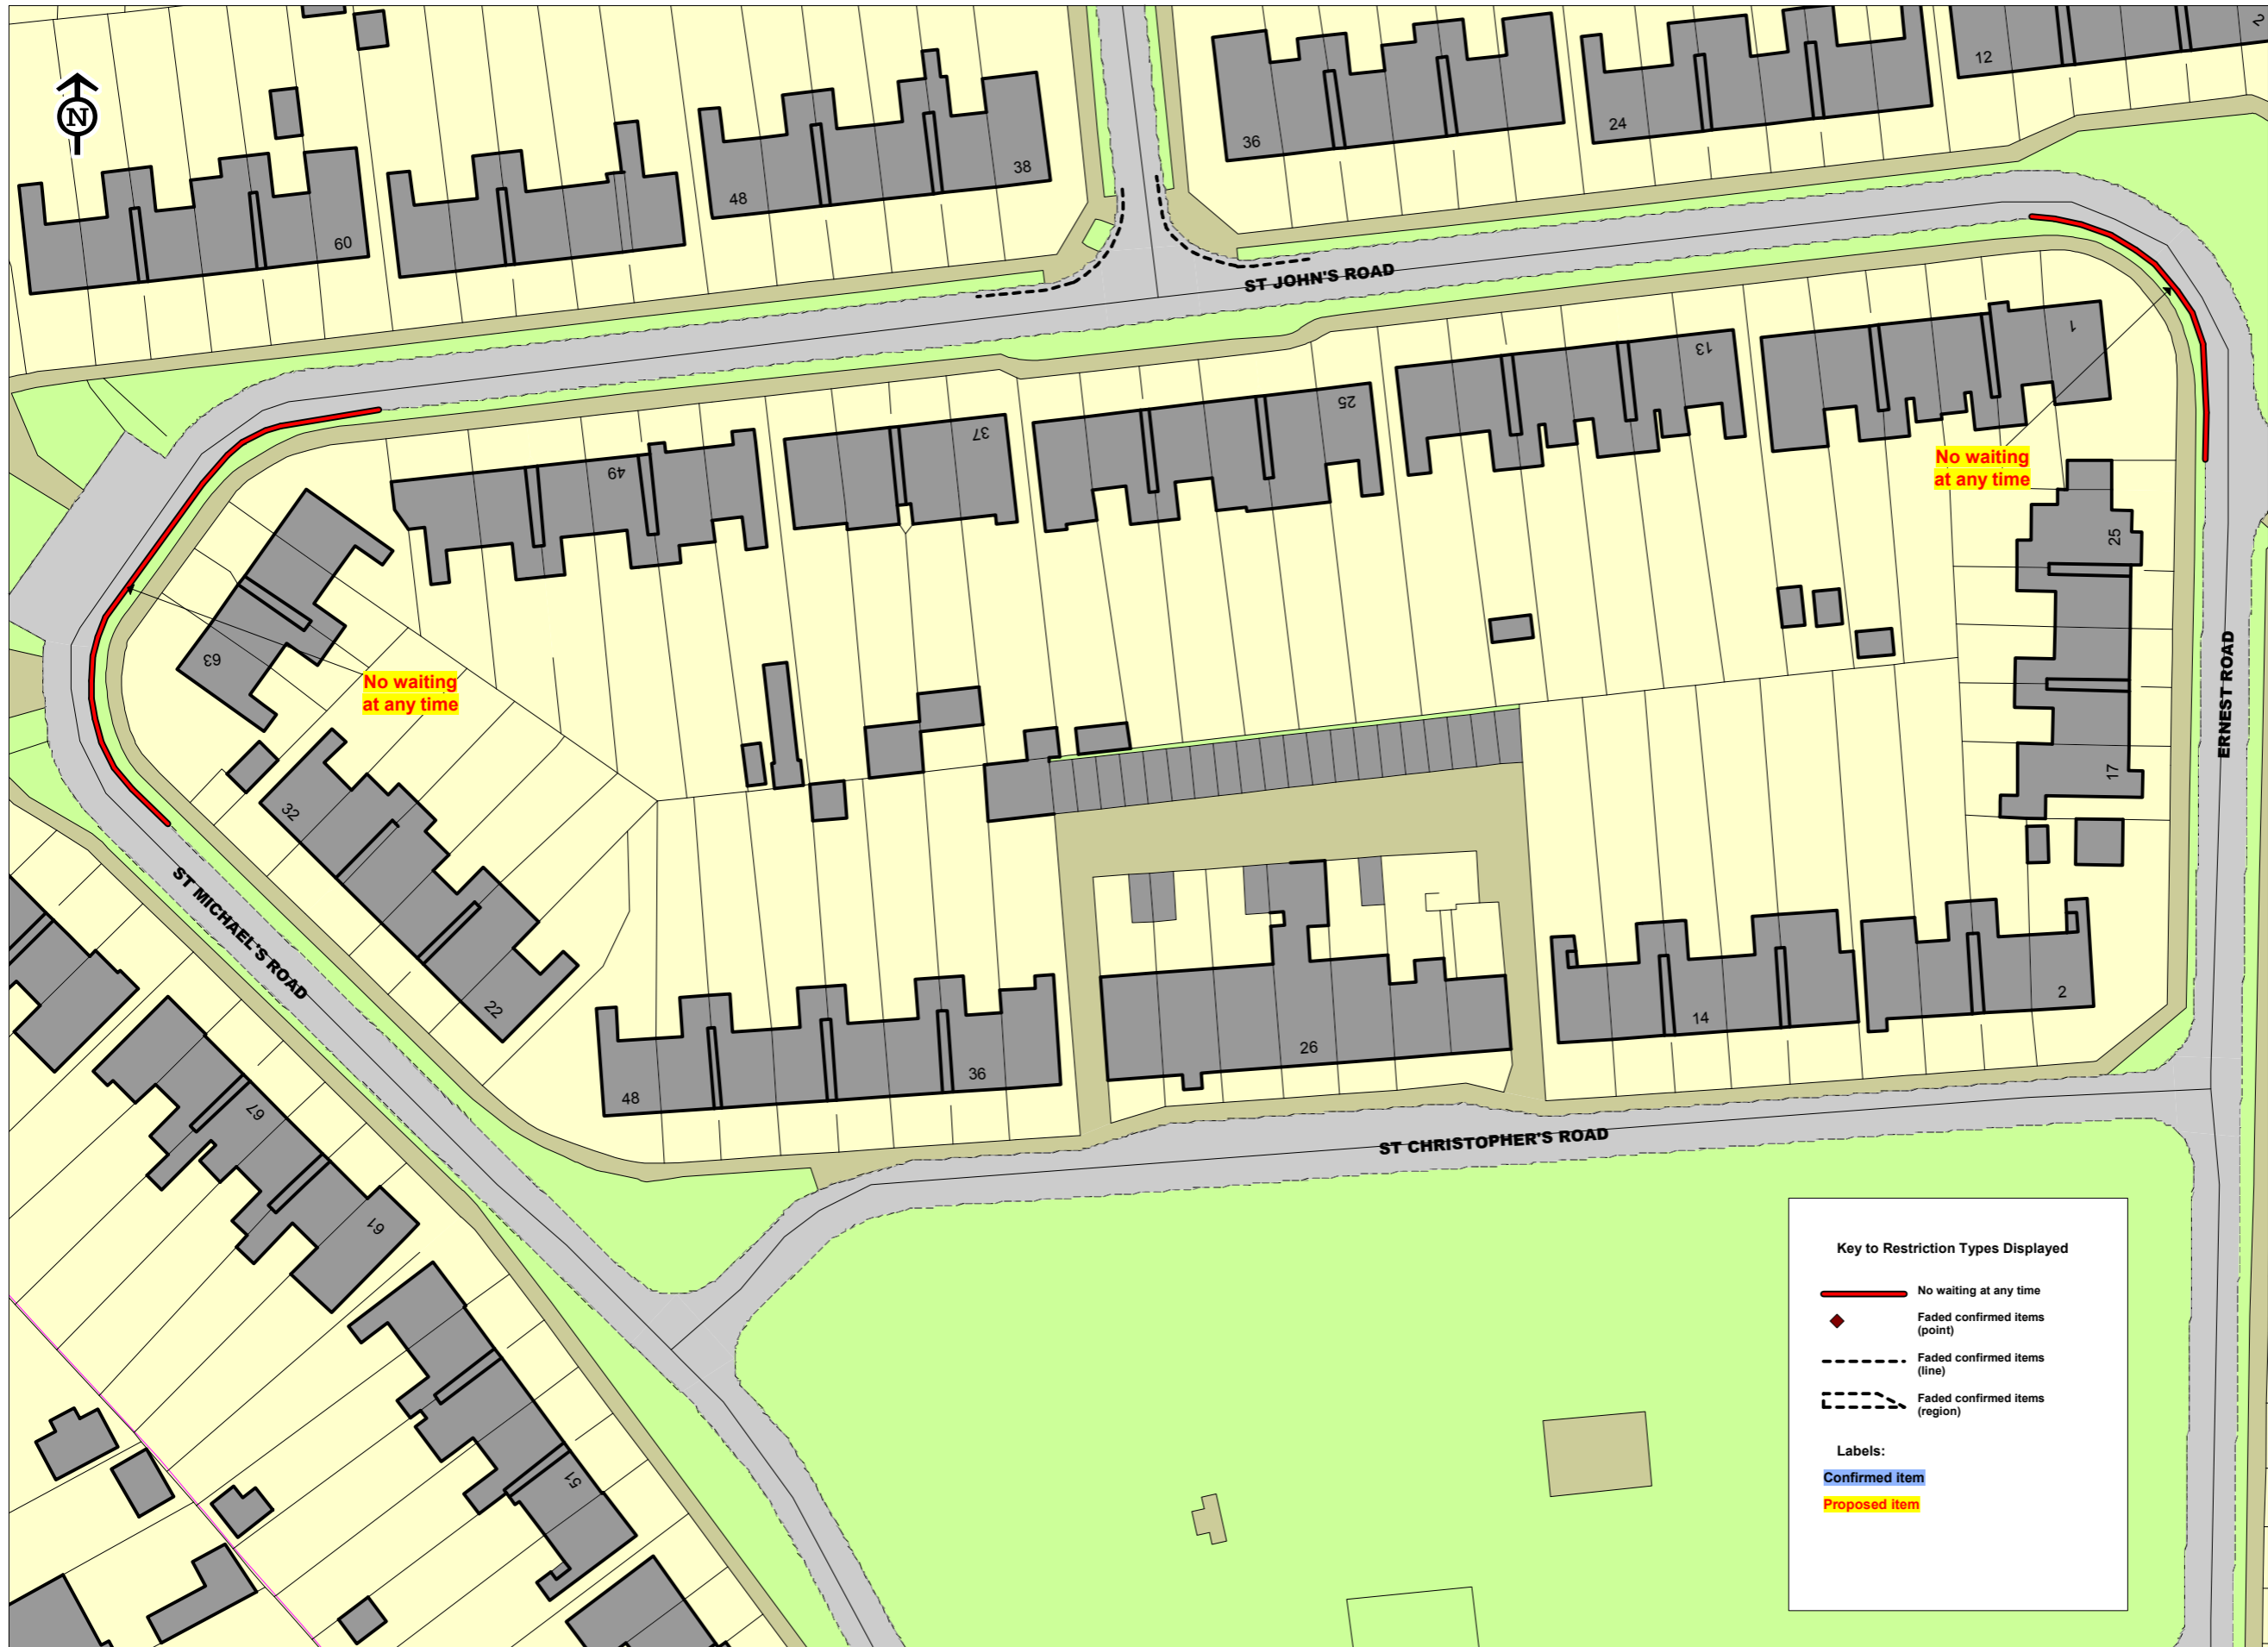 N
12
2
36
24
38
48
60
ST JOHN'S ROAD
1
13
25
37
49
No waiting
at any time
25
63
No waiting
at any time
ERNEST ROAD
17
32
ST MICHAEL'S ROAD
22
2
14
26
36
48
67
ST CHRISTOPHER'S ROAD
61
51
Key to Restriction Types Displayed
No waiting at any time
Faded confirmed items
(point)
Faded confirmed items
(line)
Faded confirmed items
(region)
Labels:
Confirmed item
Proposed item